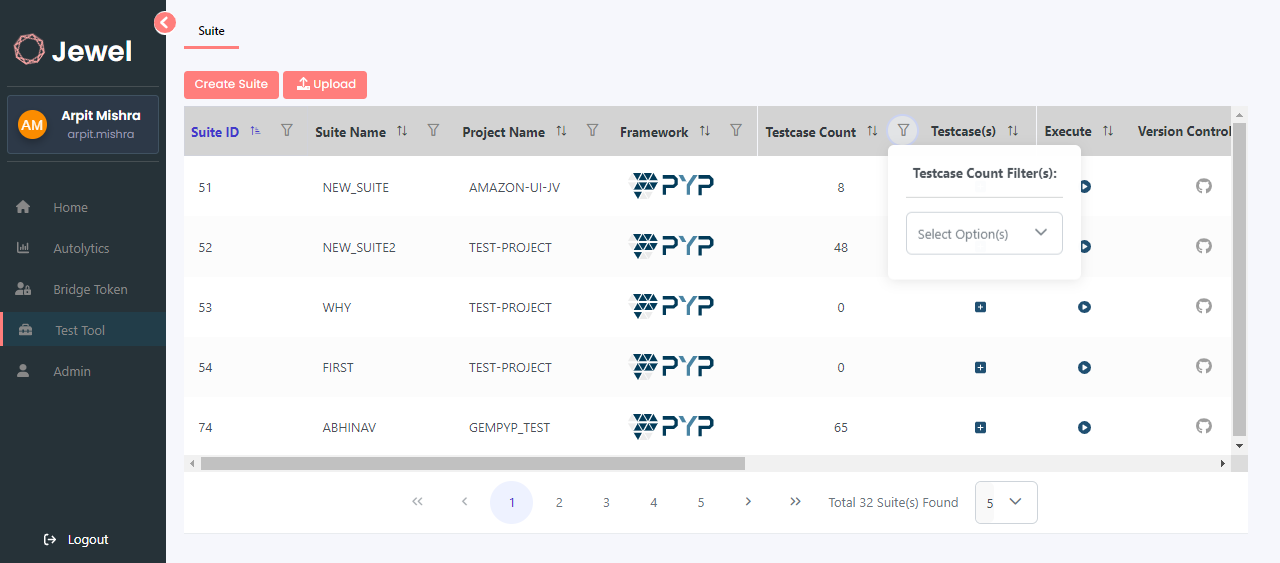 Jewel
AM
Arpit Mishra
arpit.mishra
Home
Autolytics
Bridge Token
Test Tool
Admin
Logout
Suite
Create Suite
Upload
Suite ID Suite Name Project Name Framework Testcase Count Testcase(s) Execute Version Control
Testcase Count Filter(s):
Select Option(s)
51 NEW_SUITE AMAZON-UI-JV PYP 8
52 NEW_SUITE2 TEST-PROJECT PYP 48
53 WHY TEST-PROJECT PYP 0
54 FIRST TEST-PROJECT PYP 0
74 ABHINAV GEMPYP_TEST PYP 65
1 2 3 4 5 Total 32 Suite(s) Found 5